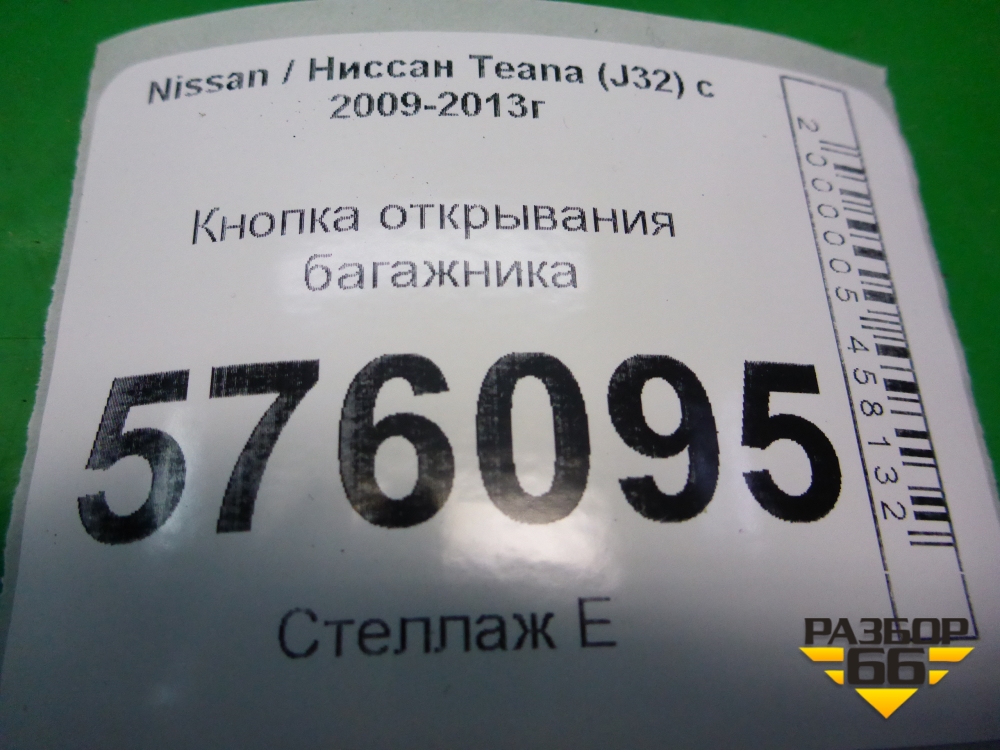 Nissan / Ниссан Teana (J32) с
2009-2013г
Кнопка открывания
багажника
576095
Стеллаж Е
2000005458132
РАЗБОР
66